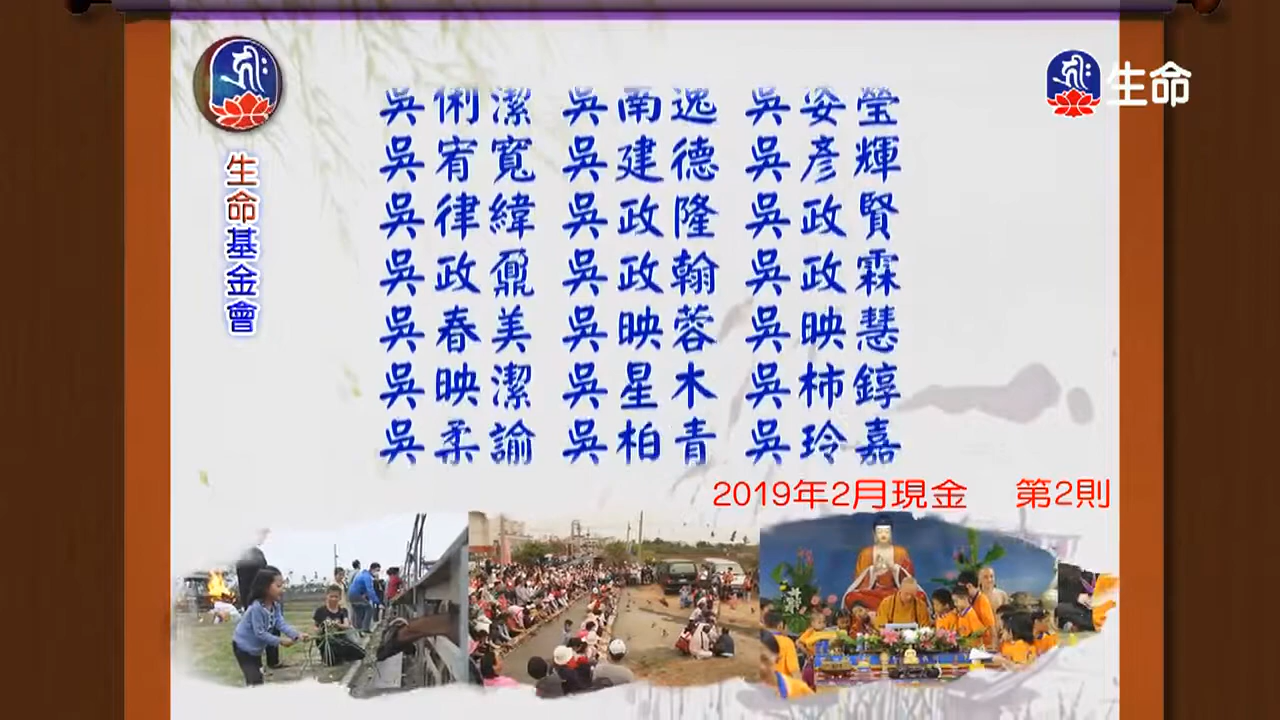 生命
生命基金會
吳俐潔 吳南逸 吳姿瑩
吳宥寬 吳建德 吳彥輝
吳律緯 吳政隆 吳政賢
吳政鼐 吳政翰 吳政霖
吳春美 吳映蓉 吳映慧
吳映潔 吳星木 吳柿錞
吳柔諭 吳柏青 吳玲嘉
2019年2月現金 第2則